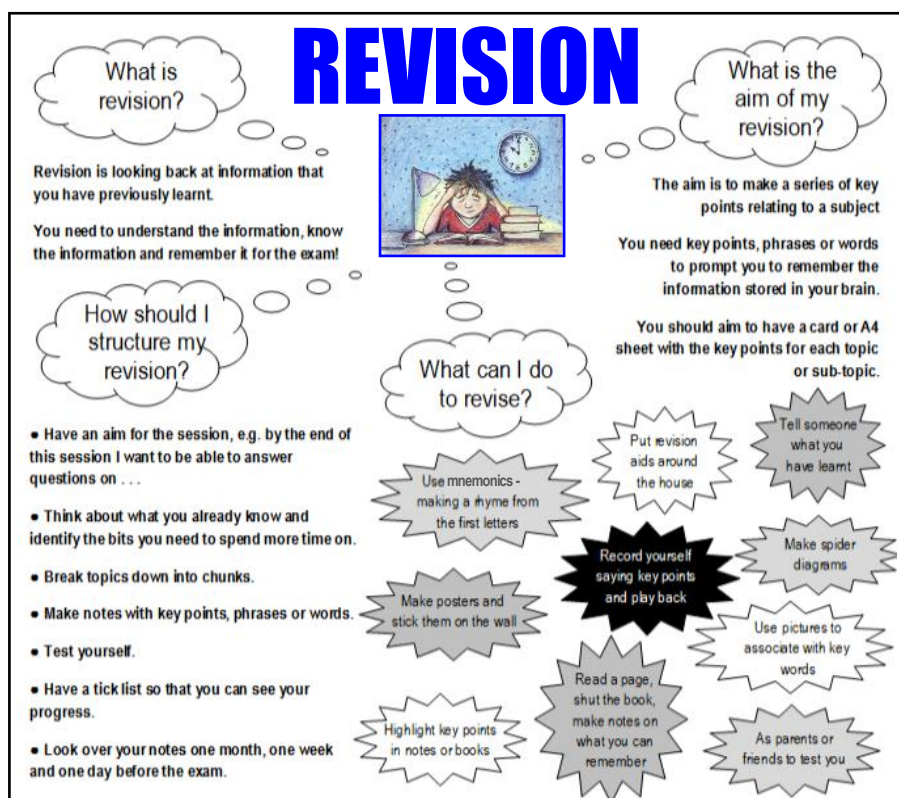 REVISION
What is
revision?
Revision is looking back at information that
you have previously learnt.
You need to understand the information, know
the information and remember it for the exam!
What is the
aim of my
revision?
The aim is to make a series of key
points relating to a subject
You need key points, phrases or words
to prompt you to remember the
information stored in your brain.
You should aim to have a card or A4
sheet with the key points for each topic
or sub-topic.
How should I
structure my
revision?
● Have an aim for the session, e.g. by the end of
this session I want to be able to answer
questions on . . .
● Think about what you already know and
identify the bits you need to spend more time on.
● Break topics down into chunks.
● Make notes with key points, phrases or words.
● Test yourself.
● Have a tick list so that you can see your
progress.
● Look over your notes one month, one week
and one day before the exam.
What can I do
to revise?
Put revision
aids around
the house
Tell someone
what you
have learnt
Use mnemonics -
making a rhyme from
the first letters
Record yourself
saying key points
and play back
Make spider
diagrams
Make posters and
stick them on the wall
Use pictures to
associate with key
words
Read a page,
shut the book,
make notes on
what you can
remember
Highlight key points
in notes or books
As parents or
friends to test you